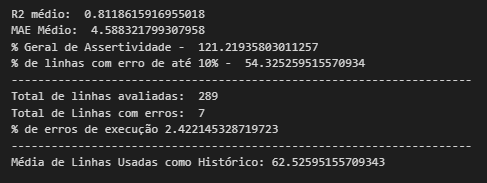 R2 médio:  0.8118615916955018
MAE Médio:  4.588321799307958
% Geral de Assertividade -  121.21935803011257
% de linhas com erro de até 10% -  54.325259515570934
----------------------------------------------------------------------
Total de linhas avaliadas:  289
Total de Linhas com erros:  7
% de erros de execução 2.422145328719723
----------------------------------------------------------------------
Média de Linhas Usadas como Histórico: 62.52595155709343